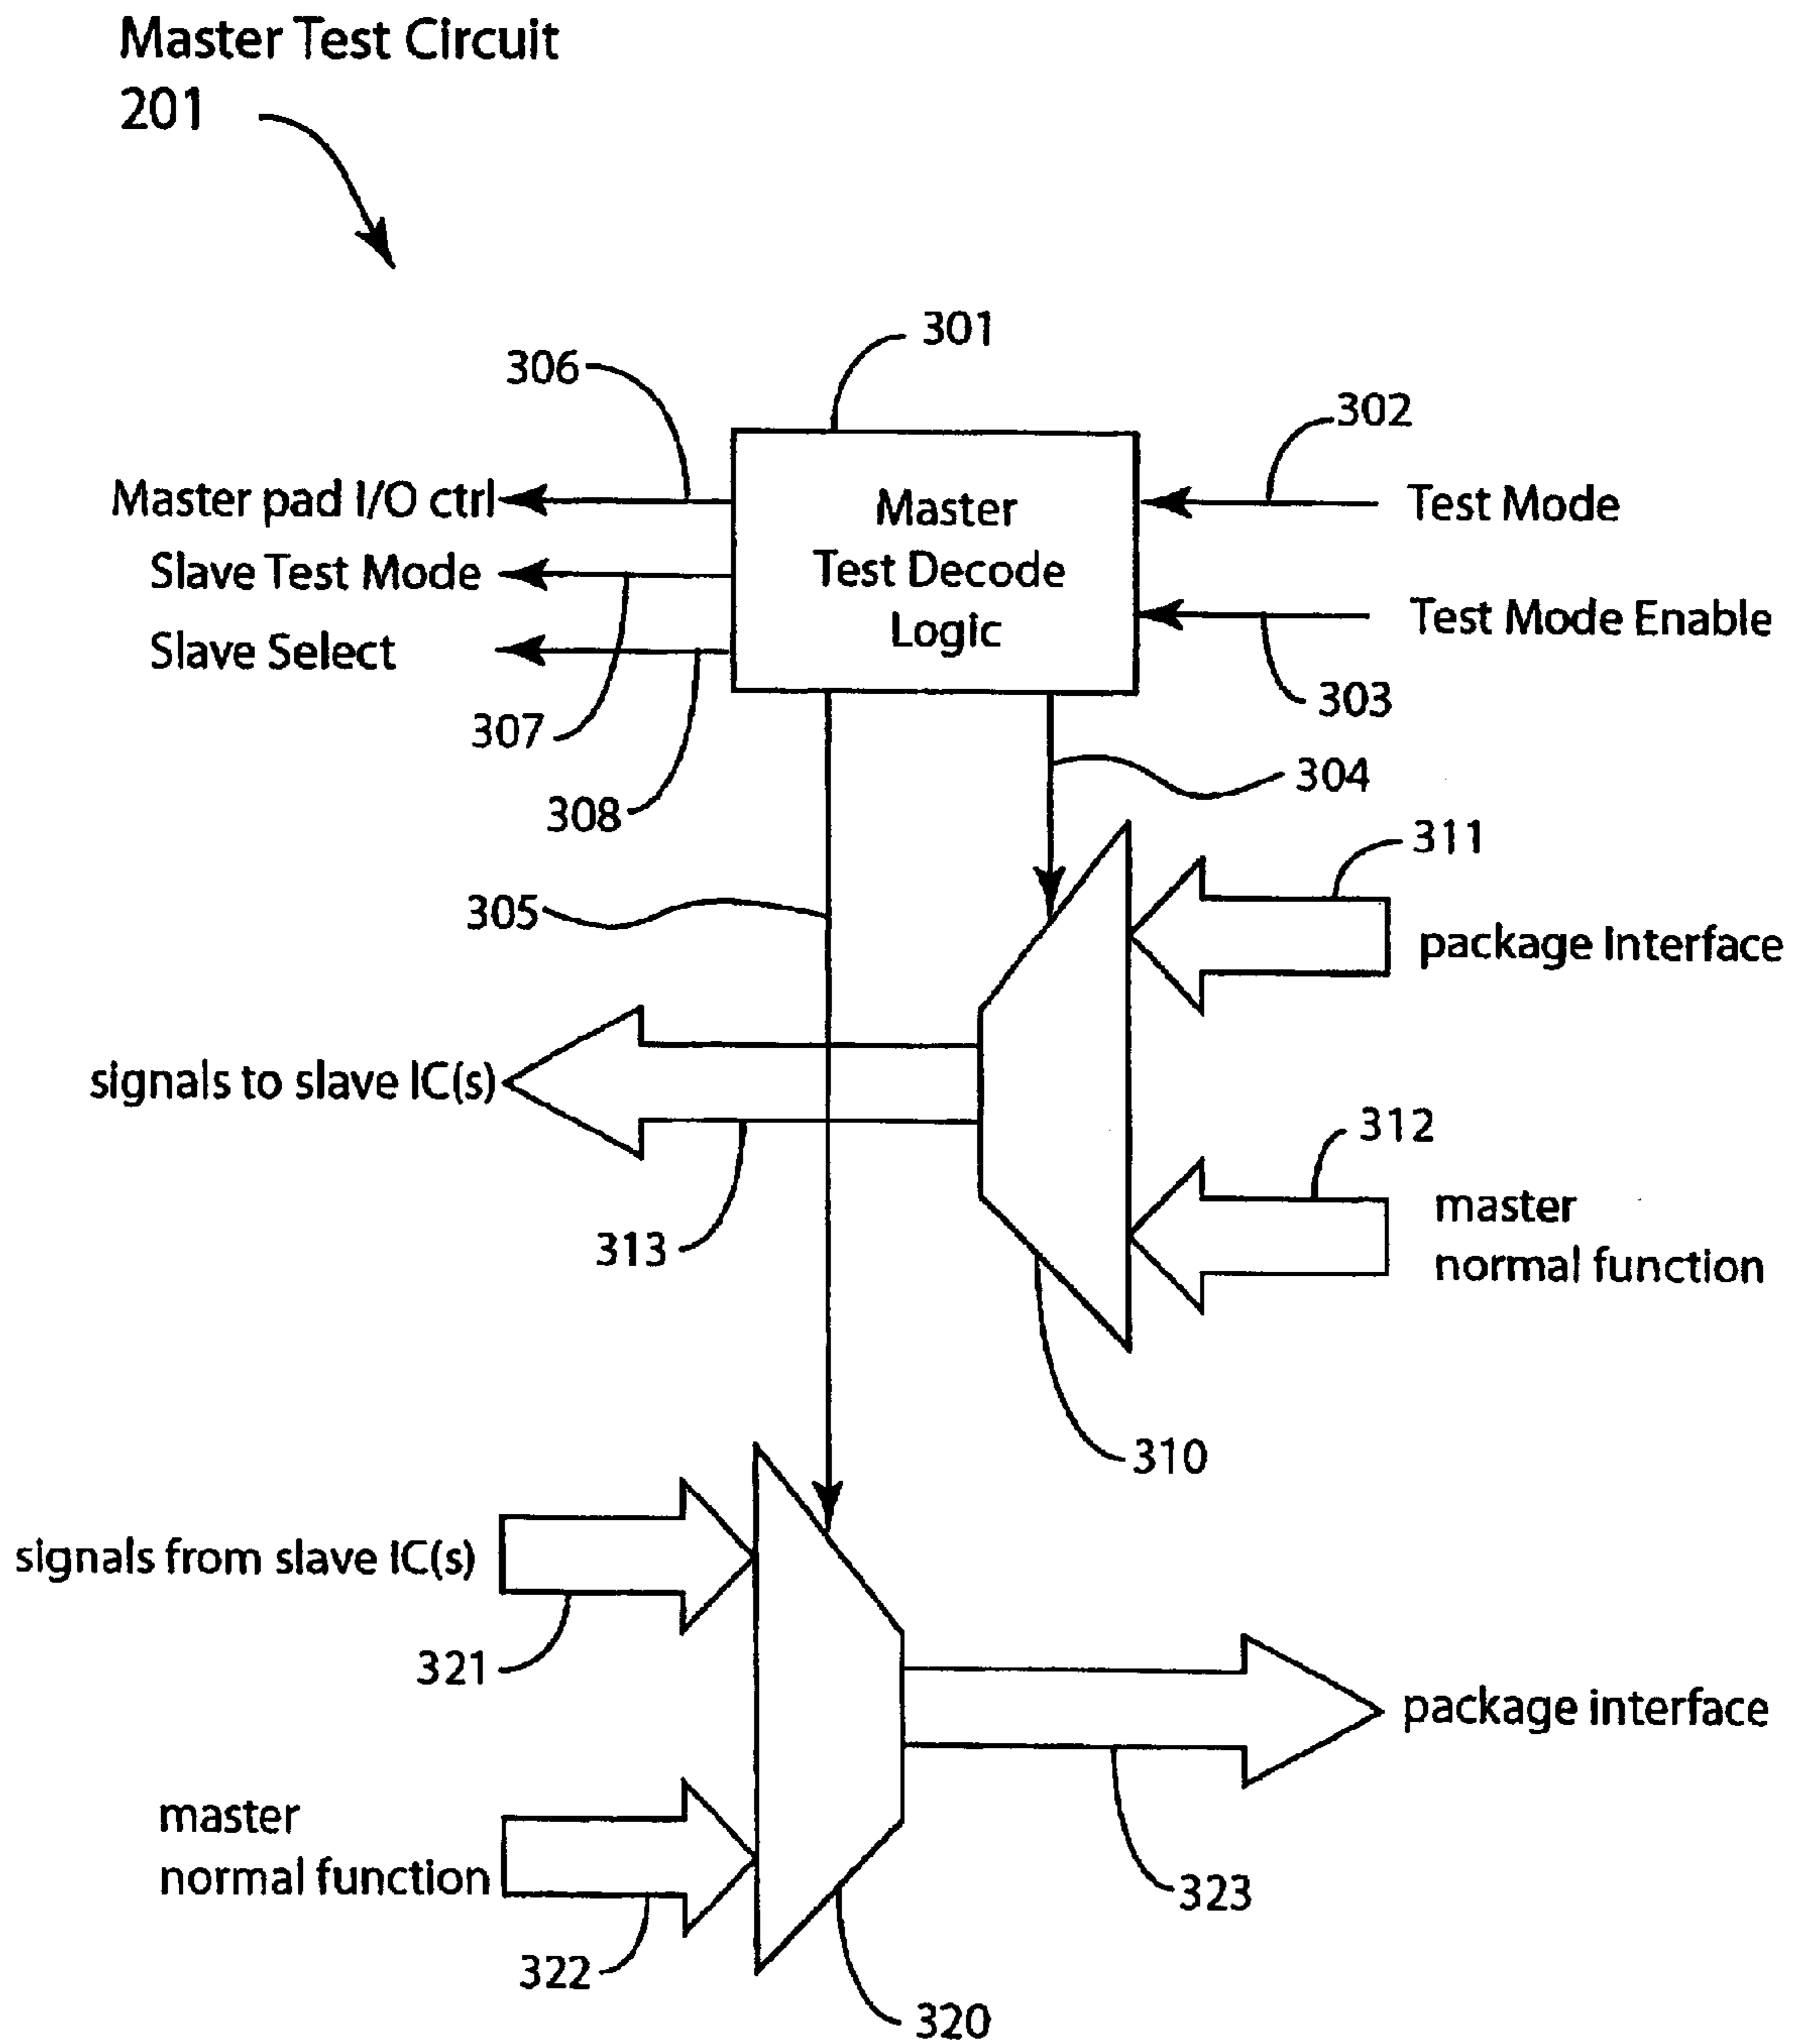 Master Test Circuit
201
301
306
302
Master pad I/O ctrl
Master
Test Decode
Logic
Test Mode
Slave Test Mode
Slave Select
Test Mode Enable
303
307
308
304
311
305
package Interface
signals to slave IC(s)
312
313
master
normal function
310
signals from slave IC(s)
321
package interface
master
normal function
323
322
320